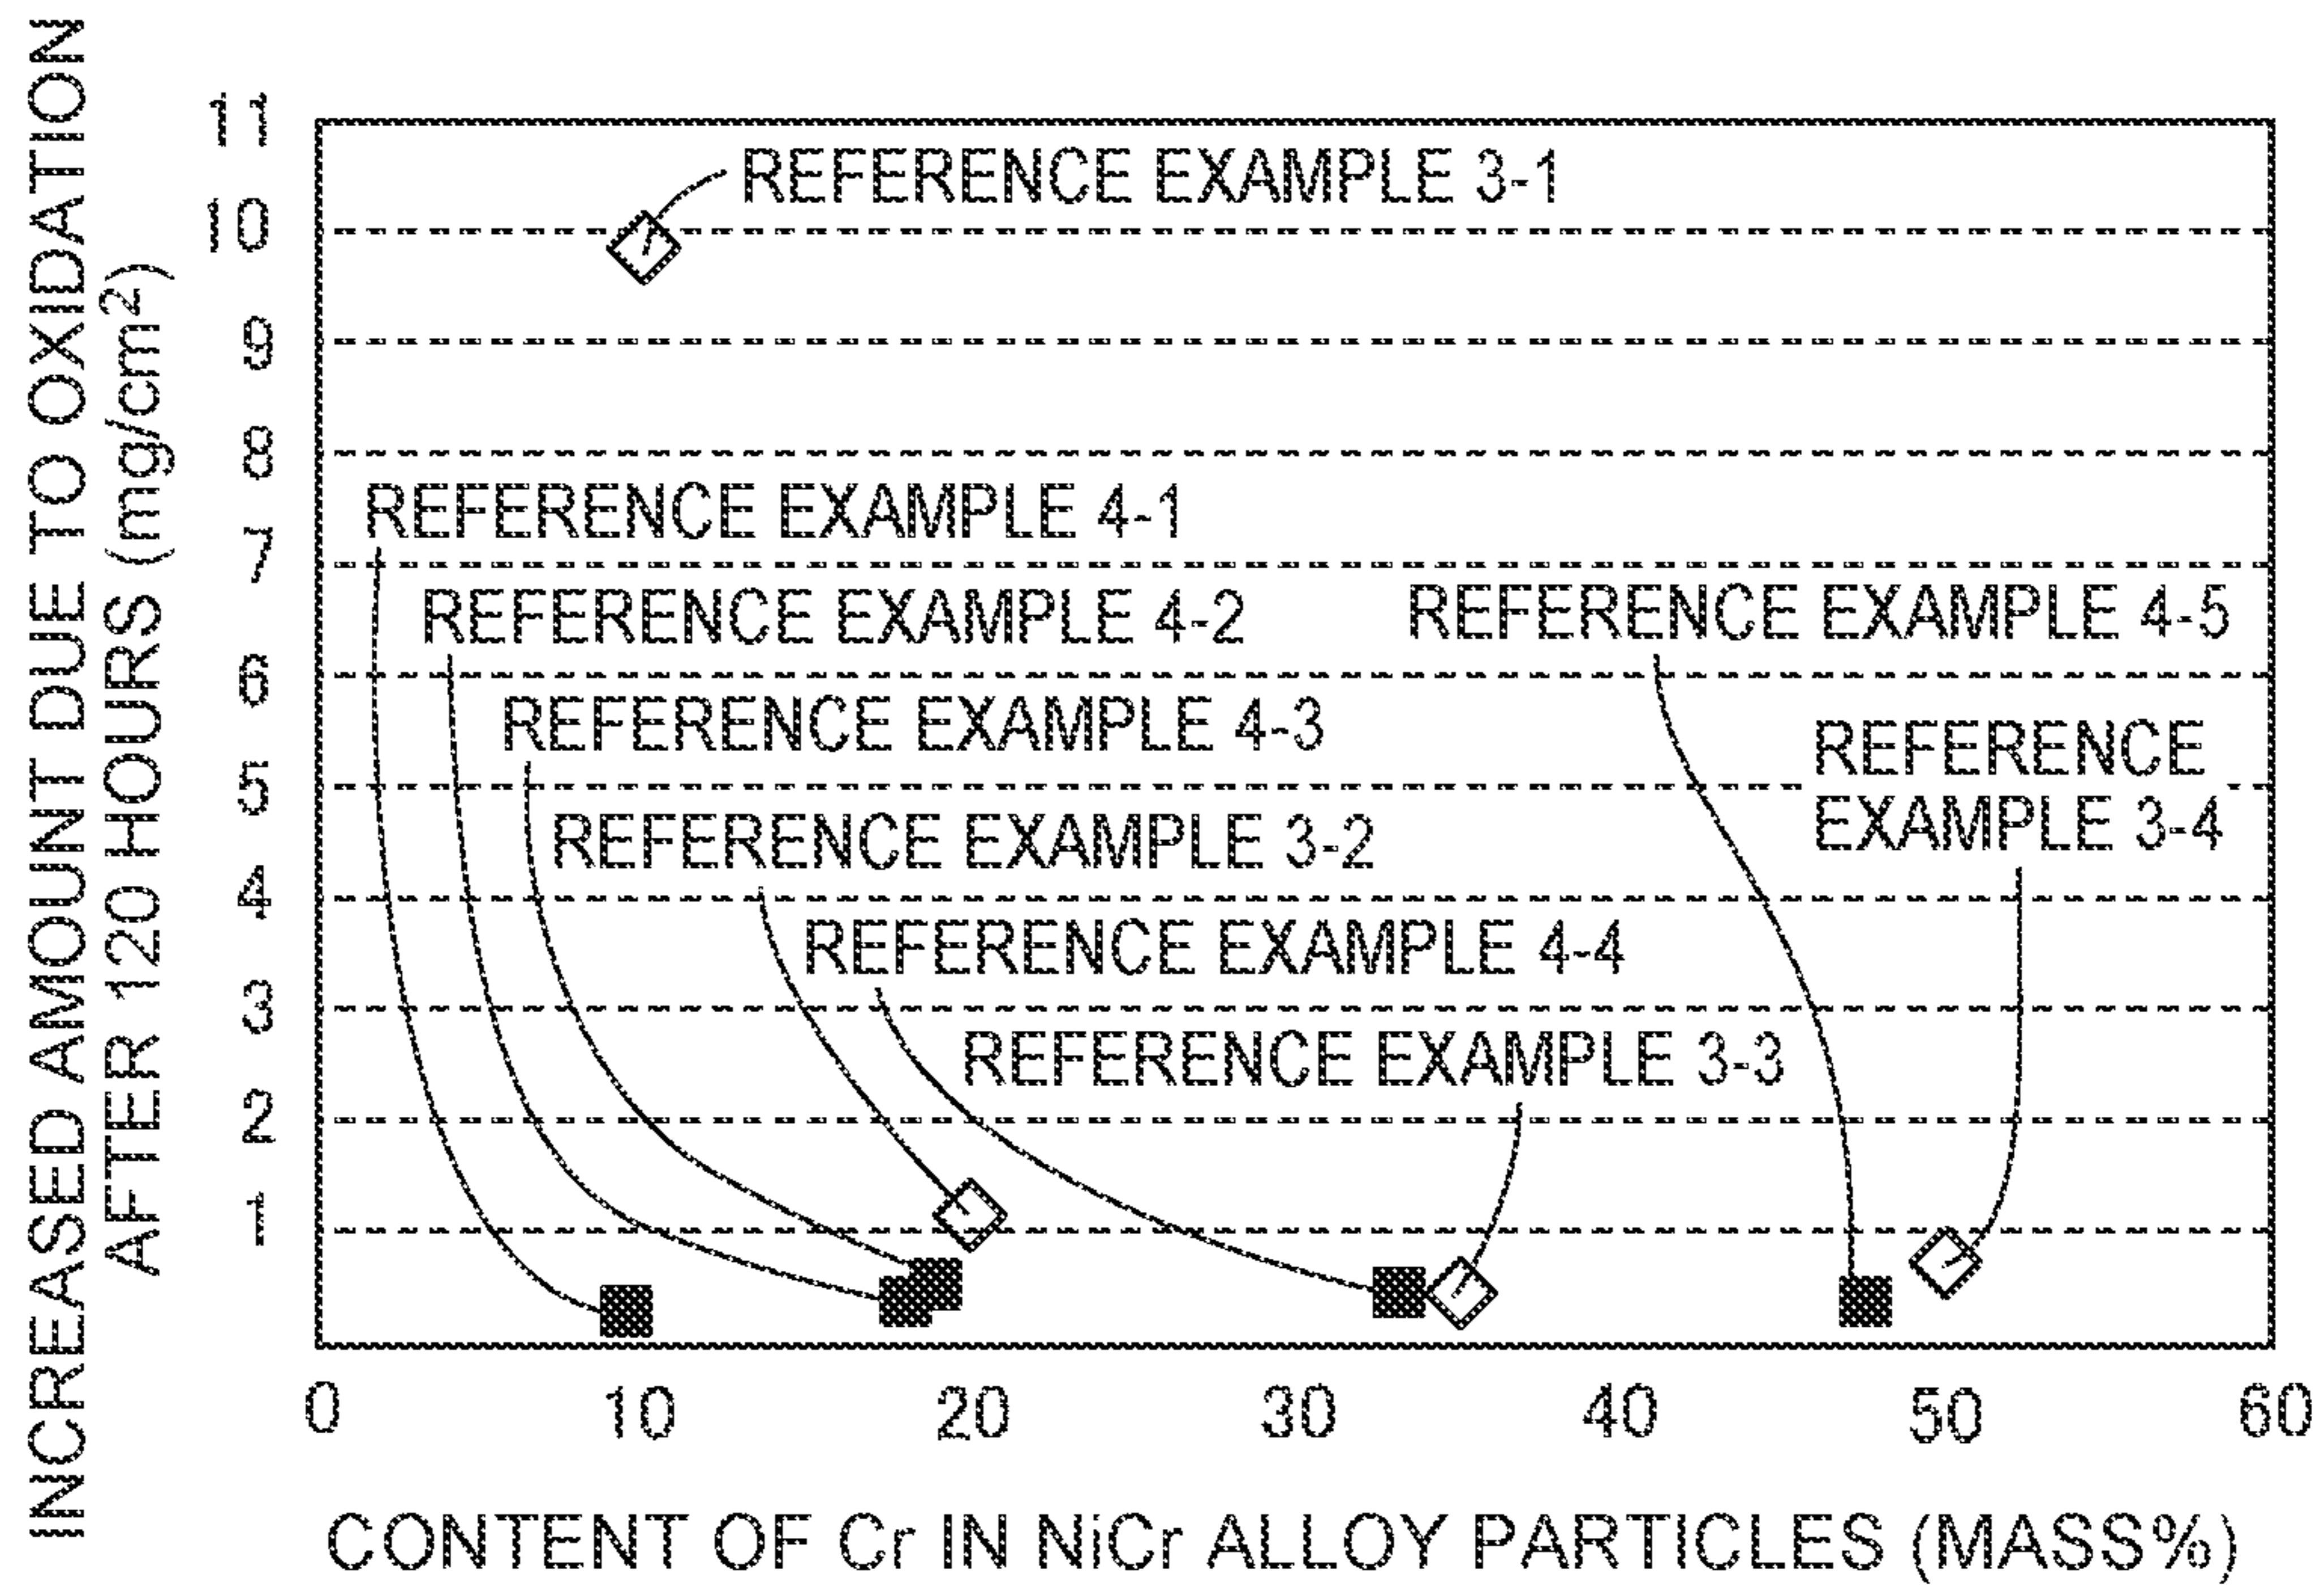 INCREASED AMOUNT DUE TO OXIDATION
AFTER 120 HOURS (mg/cm²)
11
10
9
8
7
6
5
4
3
2
1
REFERENCE EXAMPLE 3-1
REFERENCE EXAMPLE 4-1
REFERENCE EXAMPLE 4-2
REFERENCE EXAMPLE 4-5
REFERENCE EXAMPLE 4-3
REFERENCE
EXAMPLE 3-4
REFERENCE EXAMPLE 3-2
REFERENCE EXAMPLE 4-4
REFERENCE EXAMPLE 3-3
0 10 20 30 40 50 60
CONTENT OF Cr IN NiCr ALLOY PARTICLES (MASS%)